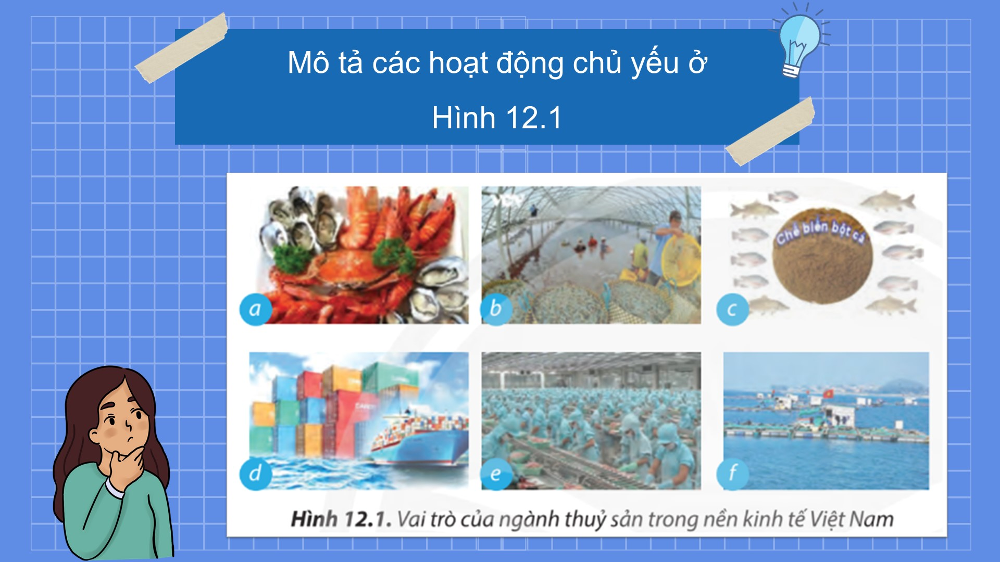 Mô tả các hoạt động chủ yếu ở
Hình 12.1
Chế biến bột cá
a
b
c
d
e
f
Hình 12.1. Vai trò của ngành thuỷ sản trong nền kinh tế Việt Nam